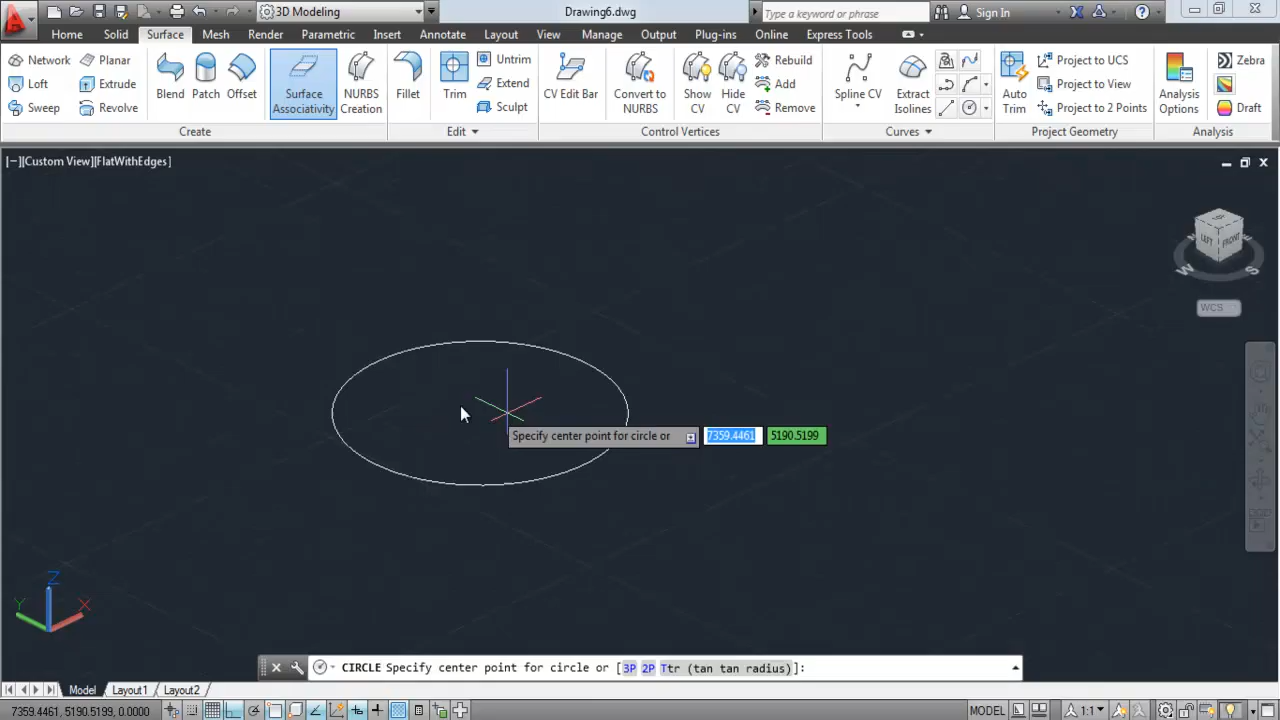 3D Modeling
Drawing6.dwg
Type a keyword or phrase
Sign In
Home Solid Surface Mesh Render Parametric Insert Annotate Layout View Manage Output Plug-ins Online Express Tools
Network
Planar
Loft
Extrude
Sweep
Revolve
Blend
Patch
Offset
Surface
Associativity
NURBS
Creation
Create
Fillet
Trim
Untrim
Extend
Sculpt
Edit
CV Edit Bar
Convert to
NURBS
Show
CV
Hide
CV
Rebuild
Add
Remove
Control Vertices
Spline CV
Extract
Isolines
Curves
Auto
Trim
Project to UCS
Project to View
Project to 2 Points
Project Geometry
Analysis
Options
Zebra
Draft
Analysis
[−][Custom View][FlatWithEdges]
LEFT
FRONT
W
S
WCS
Specify center point for circle or
7359.4461
5190.5199
Z
Y
X
CIRCLE Specify center point for circle or [3P 2P Ttr (tan tan radius)]:
Model Layout1 Layout2
7359.4461, 5190.5199, 0.0000
MODEL
1:1